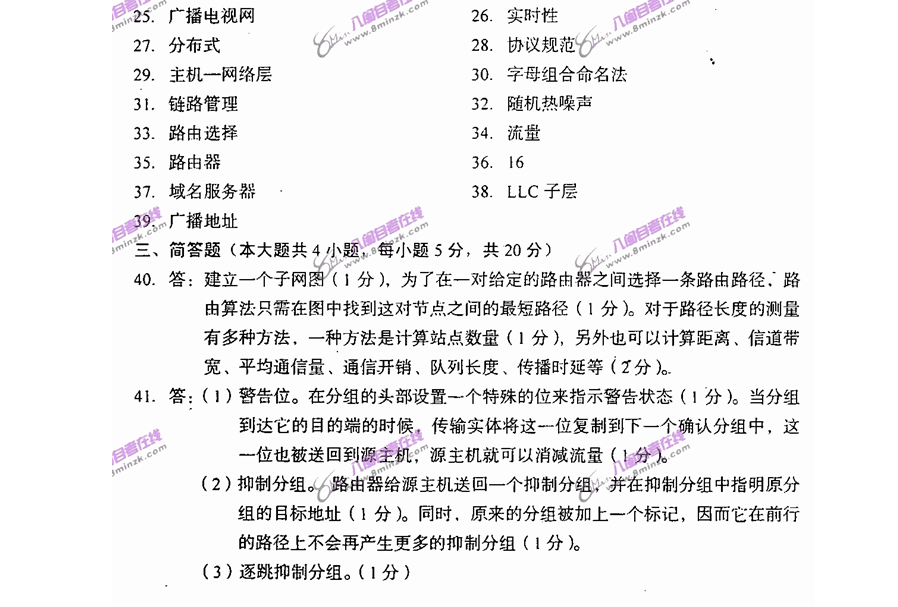 25. 广播电视网 26. 实时性
27. 分布式 28. 协议规范
29. 主机—网络层 30. 字母组合命名法
31. 链路管理 32. 随机热噪声
33. 路由选择 34. 流量
35. 路由器 36. 16
37. 域名服务器 38. LLC 子层
39. 广播地址
三、简答题（本大题共 4 小题，每小题 5 分，共 20 分）
40. 答：建立一个子网图（1 分），为了在一对给定的路由器之间选择一条路由路径，路
由算法只需在图中找到这对节点之间的最短路径（1 分）。对于路径长度的测量
有多种方法，一种方法是计算站点数量（1 分），另外也可以计算距离、信道带
宽、平均通信量、通信开销、队列长度、传播时延等（2 分）。
41. 答：（1）警告位。在分组的头部设置一个特殊的位来指示警告状态（1 分）。当分组
到达它的目的端的时候，传输实体将这一位复制到下一个确认分组中，这
一位也被送回到源主机，源主机就可以消减流量（1 分）。
（2）抑制分组。路由器给源主机送回一个抑制分组，并在抑制分组中指明原分
组的目标地址（1 分）。同时，原来的分组被加上一个标记，因而它在前行
的路径上不会再产生更多的抑制分组（1 分）。
（3）逐跳抑制分组。（1 分）
八闽自考在线
www.8minzk.com